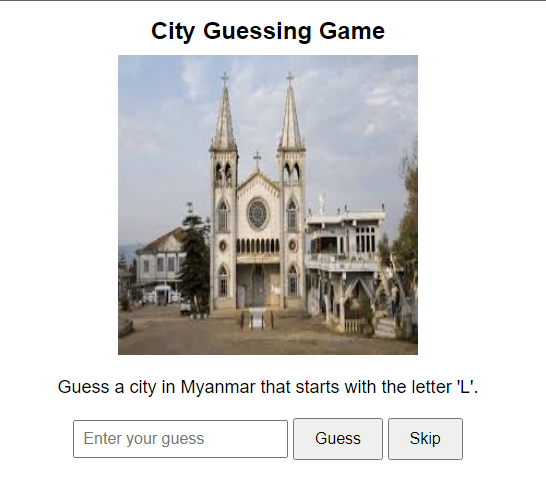 City Guessing Game
Guess a city in Myanmar that starts with the letter 'L'.
Enter your guess
Guess
Skip